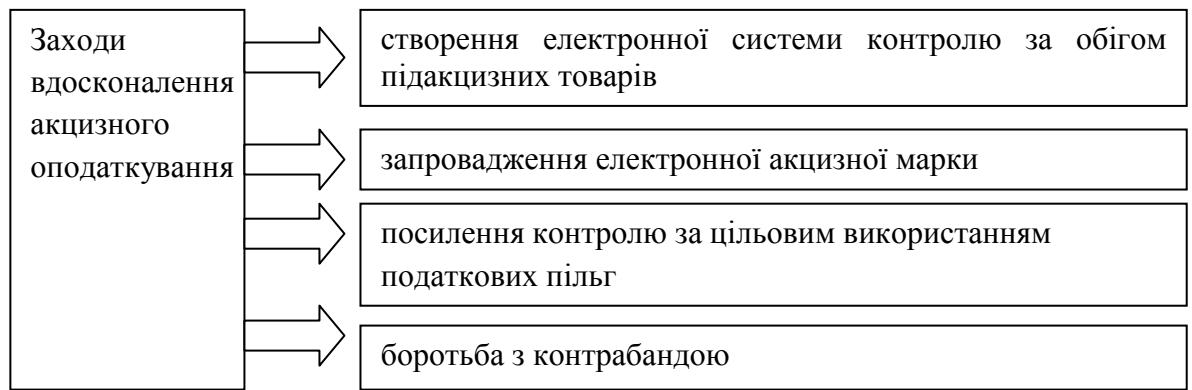 Заходи
вдосконалення
акцизного
оподаткування
створення електронної системи контролю за обігом
підакцизних товарів
запровадження електронної акцизної марки
посилення контролю за цільовим використанням
податкових пільг
боротьба з контрабандою